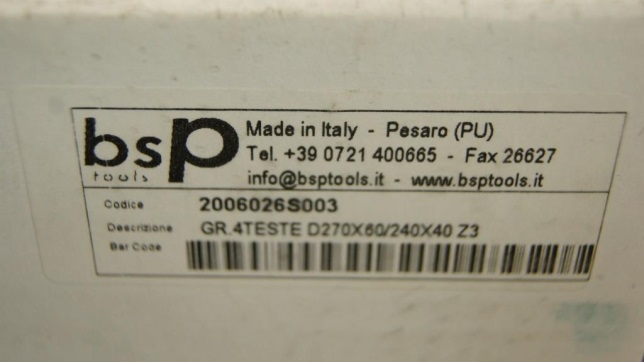 bsp
tools
Made in Italy - Pesaro (PU)
Tel. +39 0721 400665 - Fax 26627
info@bsptools.it - www.bsptools.it
Codice 2006026S003
Descrizione GR.4TESTE D270X60/240X40 Z3
Bar Code